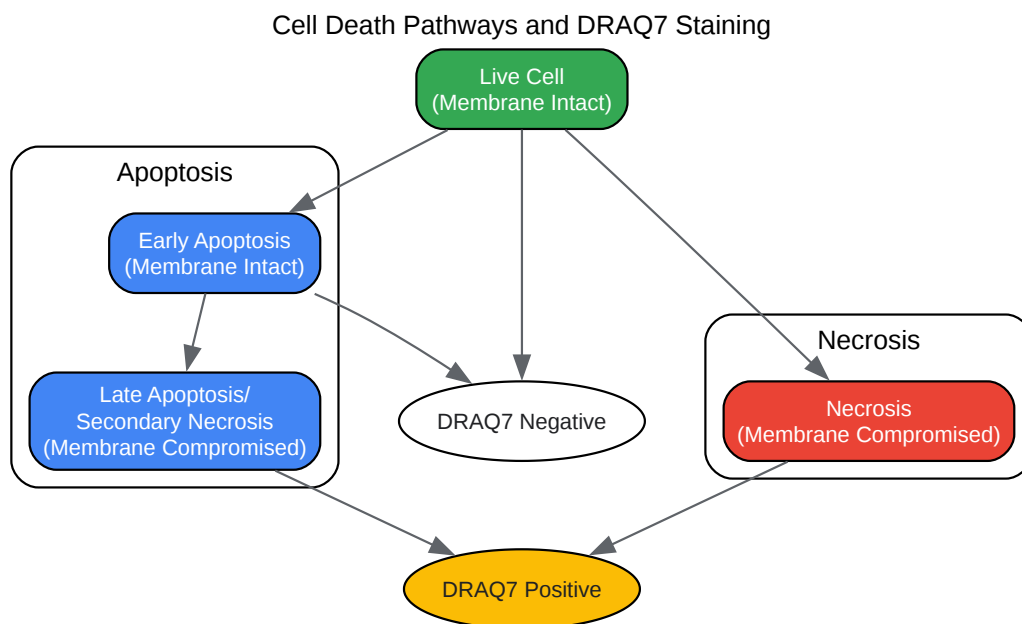 Cell Death Pathways and DRAQ7 Staining
Live Cell
(Membrane Intact)
Apoptosis
Early Apoptosis
(Membrane Intact)
Necrosis
Late Apoptosis/
Secondary Necrosis
(Membrane Compromised)
DRAQ7 Negative
Necrosis
(Membrane Compromised)
DRAQ7 Positive